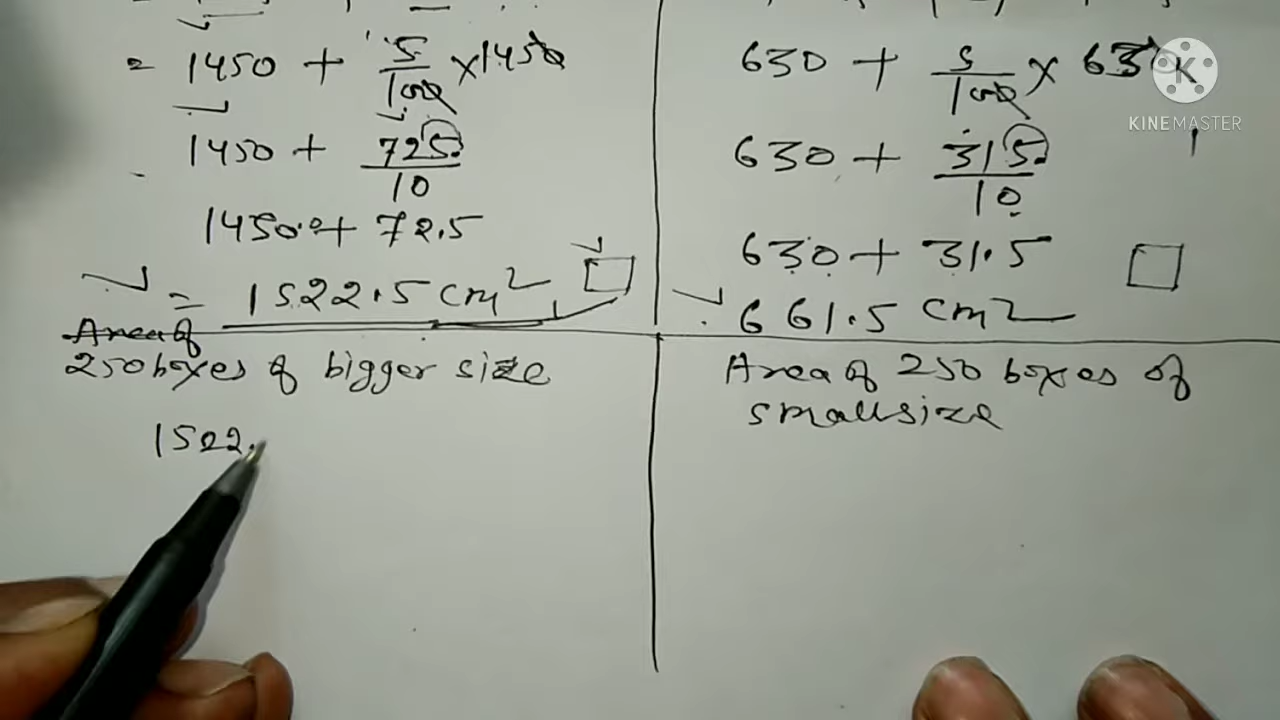 = 1450 + 5/100 × 1450
1450 + 725/10
1450 + 72.5
= 1522.5 cm²
Area of
250 boxes of bigger size
1522.
630 + 5/100 × 630
630 + 315/10
630 + 31.5
661.5 cm²
Area of 250 boxes of
small size
K
KINEMASTER